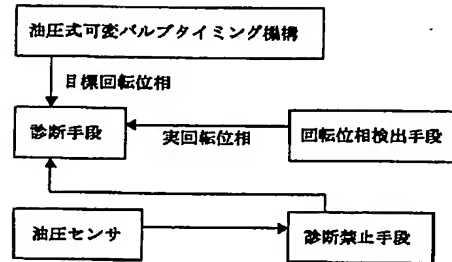 油圧式可変バルブタイミング機構
目標回転位相
診断手段
実回転位相
回転位相検出手段
油圧センサ
診断禁止手段